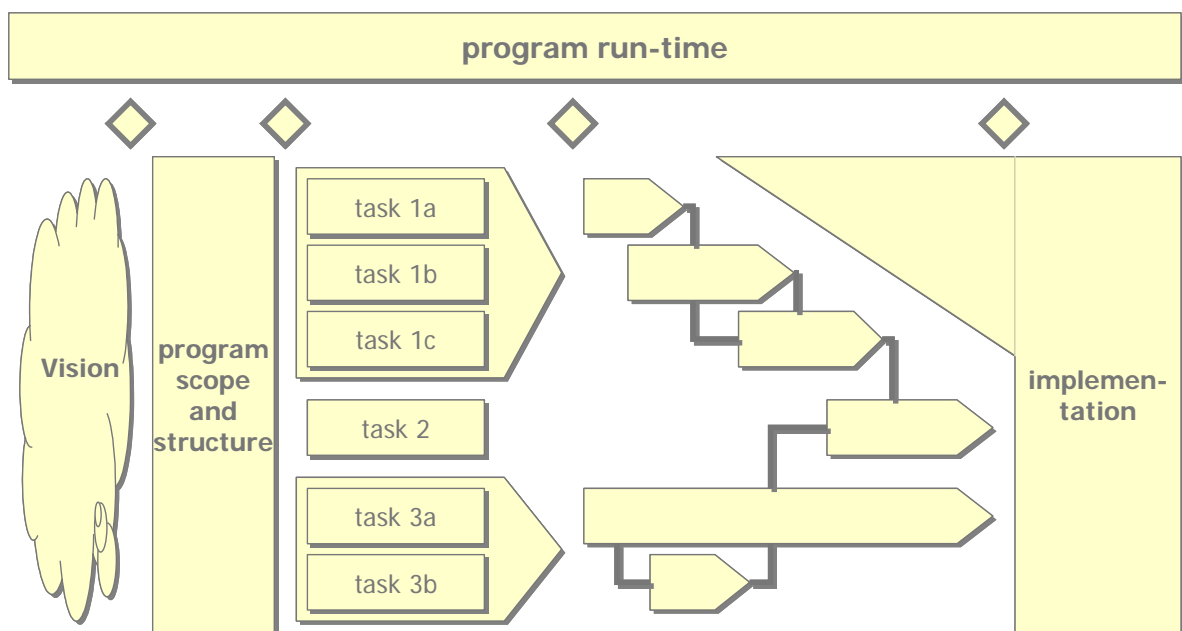 program run-time
Vision
program
scope
and
structure
task 1a
task 1b
task 1c
task 2
task 3a
task 3b
implemen-
tation